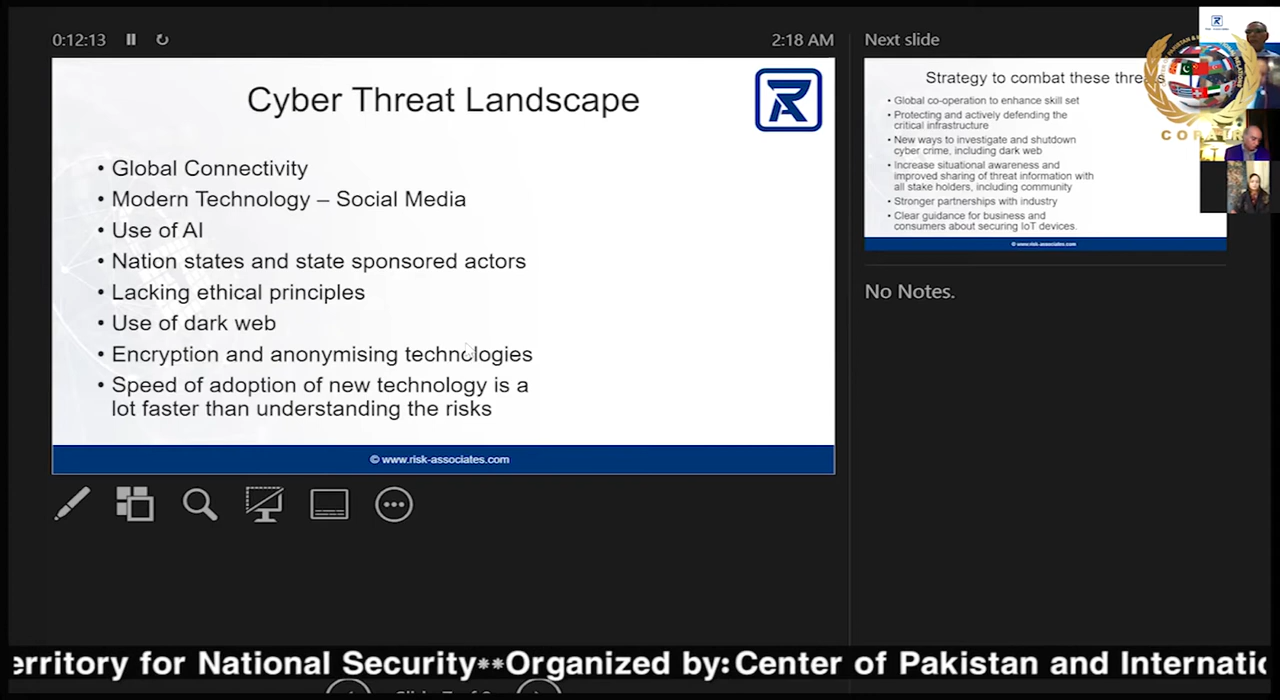 0:12:13
2:18 AM
Next slide
Cyber Threat Landscape
• Global Connectivity
• Modern Technology – Social Media
• Use of AI
• Nation states and state sponsored actors
• Lacking ethical principles
• Use of dark web
• Encryption and anonymising technologies
• Speed of adoption of new technology is a
lot faster than understanding the risks
© www.risk-associates.com
Strategy to combat these
• Global co-operation to enhance skill set
• Protecting and actively defending the
critical infrastructure
• New ways to investigate and shutdown
cyber crime, including dark web
• Increase situational awareness and
improved sharing of threat information with
all stake holders, including community
• Stronger partnerships with industry
• Clear guidance for business and
consumers about securing IoT devices.
© www.risk-associates.com
No Notes.
erritory for National Security**Organized by: Center of Pakistan and Internatio